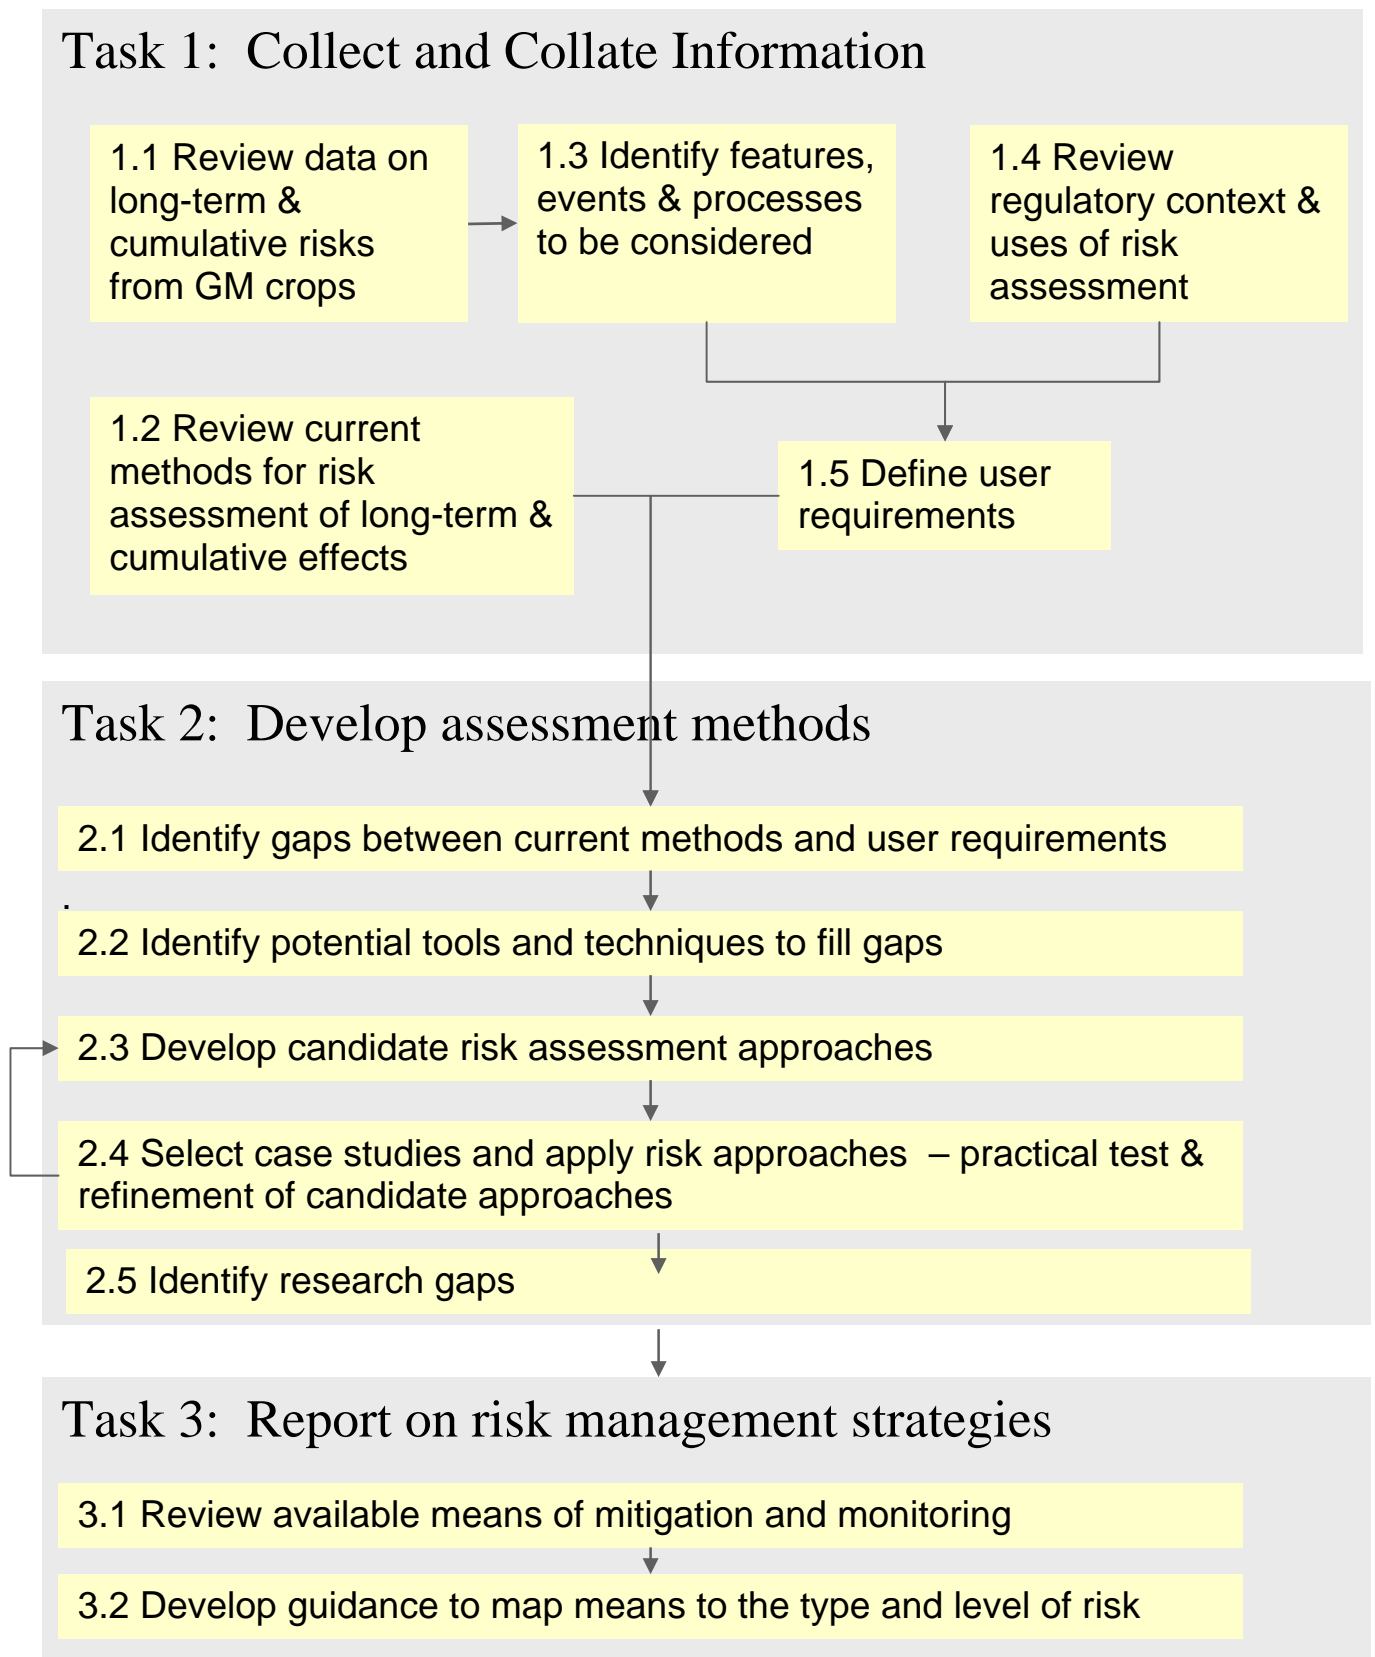 Task 1:  Collect and Collate Information
1.1 Review data on
long-term &
cumulative risks
from GM crops
1.3 Identify features,
events & processes
to be considered
1.4 Review
regulatory context &
uses of risk
assessment
1.2 Review current
methods for risk
assessment of long-term &
cumulative effects
1.5 Define user
requirements
Task 2:  Develop assessment methods
2.1 Identify gaps between current methods and user requirements
.
2.2 Identify potential tools and techniques to fill gaps
2.3 Develop candidate risk assessment approaches
2.4 Select case studies and apply risk approaches  – practical test &
refinement of candidate approaches
2.5 Identify research gaps
Task 3:  Report on risk management strategies
3.1 Review available means of mitigation and monitoring
3.2 Develop guidance to map means to the type and level of risk